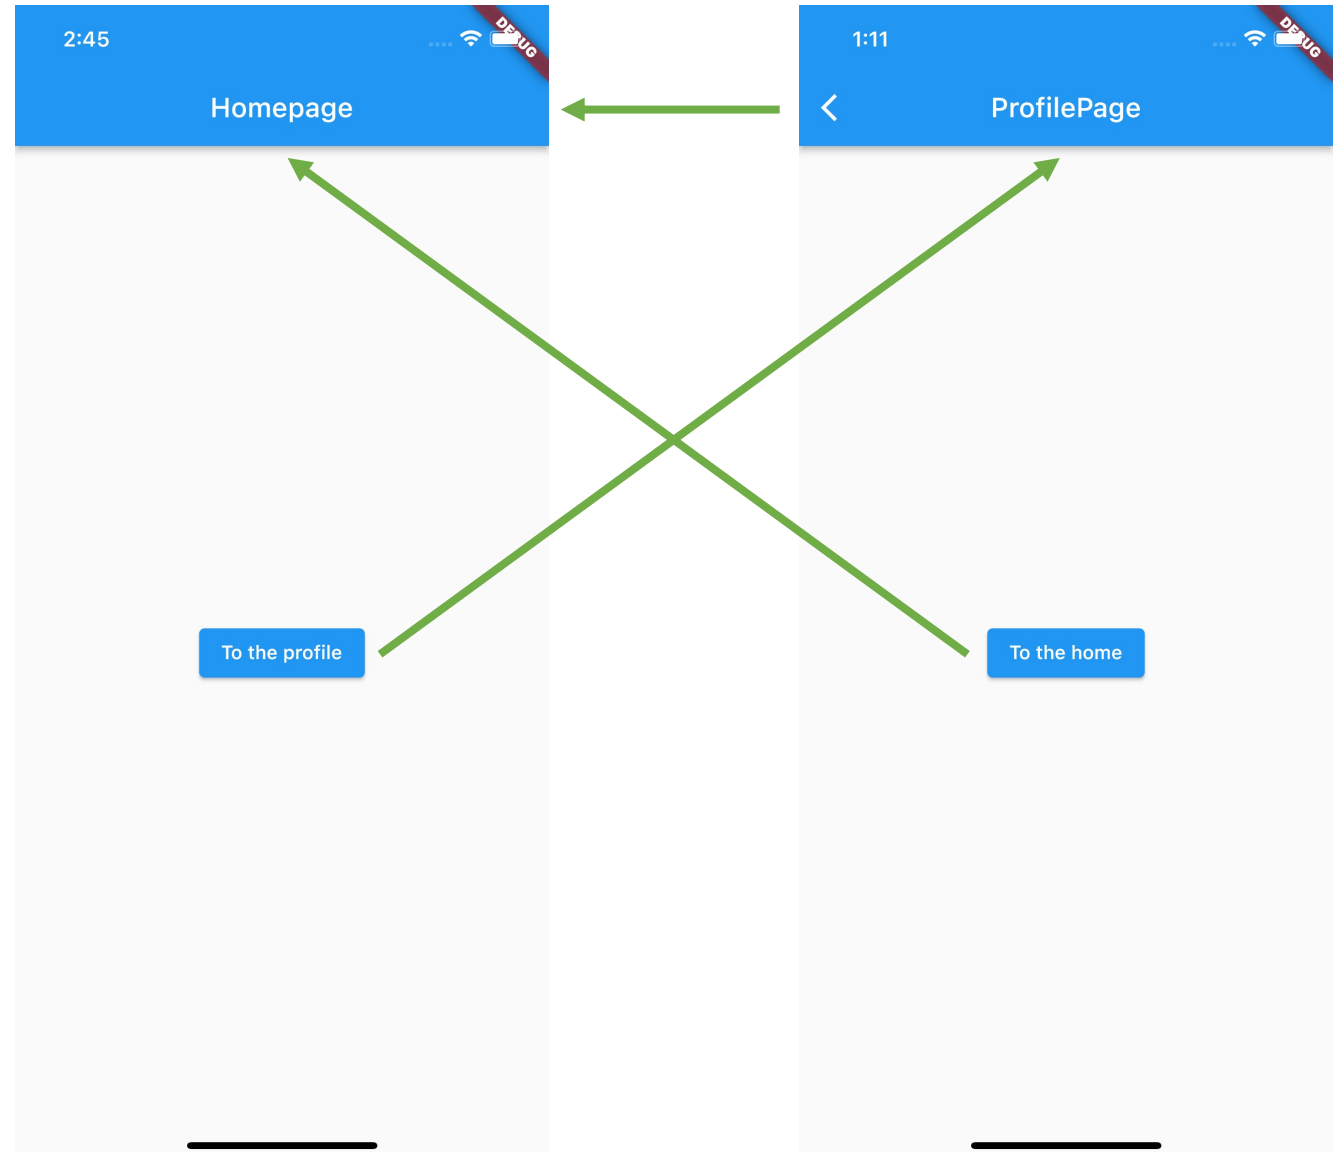 2:45
DEBUG
Homepage
To the profile
1:11
DEBUG
ProfilePage
To the home